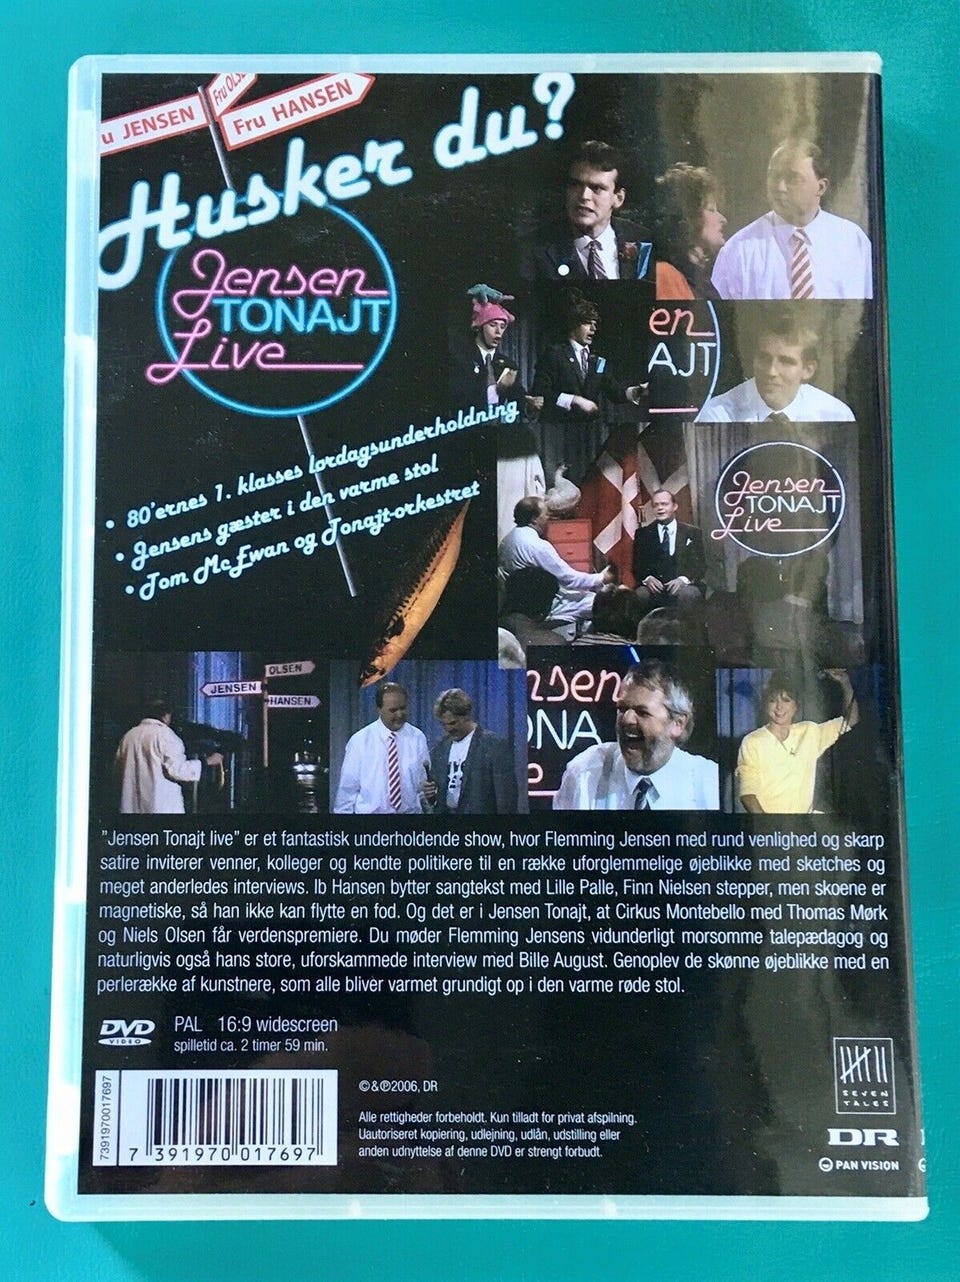 u JENSEN
Fru OLSE
Fru HANSEN
Husker du?
Jensen
TONAJT
Live
en
AJT
• 80'ernes 1. klasses lørdagsunderholdning
• Jensens gæster i den varme stol
• Tom McEwan og Tonajt-orkestret
Jensen
TONAJT
Live
OLSEN
JENSEN
HANSEN
nsen
ONA
e
"Jensen Tonajt live" er et fantastisk underholdende show, hvor Flemming Jensen med rund venlighed og skarp
satire inviterer venner, kolleger og kendte politikere til en række uforglemmelige øjeblikke med sketches og
meget anderledes interviews. Ib Hansen bytter sangtekst med Lille Palle, Finn Nielsen stepper, men skoene er
magnetiske, så han ikke kan flytte en fod. Og det er i Jensen Tonajt, at Cirkus Montebello med Thomas Mørk
og Niels Olsen får verdenspremiere. Du møder Flemming Jensens vidunderligt morsomme talepædagog og
naturligvis også hans store, uforskammede interview med Bille August. Genoplev de skønne øjeblikke med en
perlerække af kunstnere, som alle bliver varmet grundigt op i den varme røde stol.
DVD
VIDEO
PAL 16:9 widescreen
spilletid ca. 2 timer 59 min.
7391970017697
7 391970 017697
©&℗2006, DR
Alle rettigheder forbeholdt. Kun tilladt for privat afspilning.
Uautoriseret kopiering, udlejning, udlån, udstilling eller
anden udnyttelse af denne DVD er strengt forbudt.
SEVEN
TALES
DR
PAN VISION